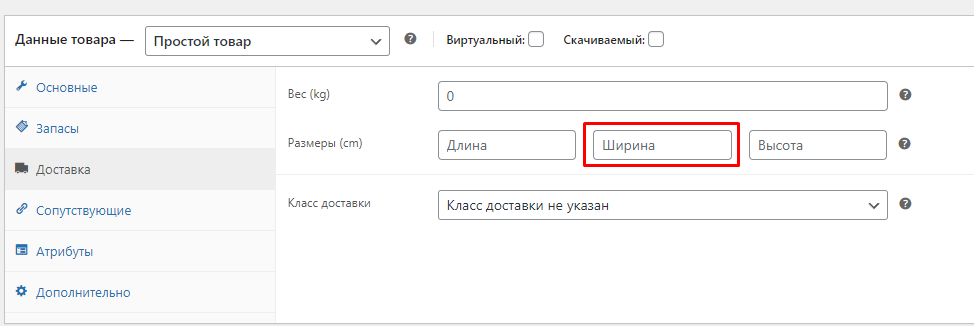 Данные товара — Простой товар Виртуальный: Скачиваемый:
Основные
Запасы
Доставка
Сопутствующие
Атрибуты
Дополнительно
Вес (kg) 0
Размеры (cm) Длина Ширина Высота
Класс доставки Класс доставки не указан